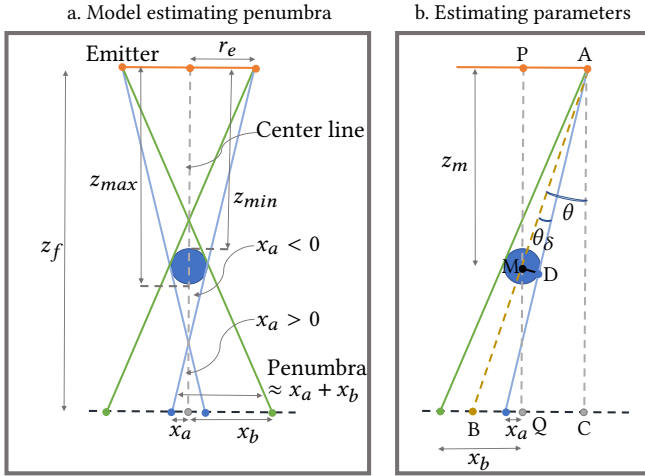 a. Model estimating penumbra
Emitter
r_e
Center line
z_max
z_min
z_f
x_a < 0
x_a > 0
Penumbra
≈ x_a + x_b
x_a
x_b
b. Estimating parameters
P
A
z_m
θ
θ_δ
M
D
B
x_a
Q
C
x_b